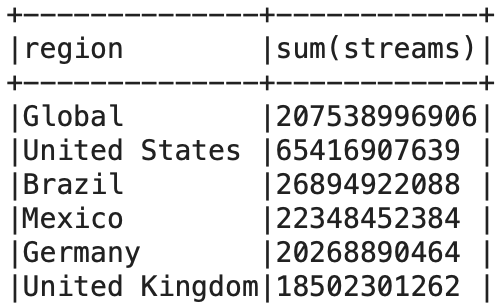 +--------------+------------+
|region        |sum(streams)|
+--------------+------------+
|Global        |207538996906|
|United States |65416907639 |
|Brazil        |26894922088 |
|Mexico        |22348452384 |
|Germany       |20268890464 |
|United Kingdom|18502301262 |